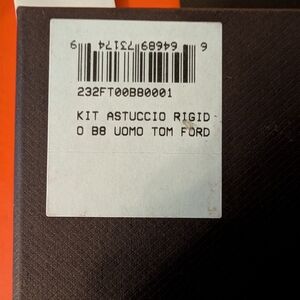 6 64689 73174 9
232FT00B80001
KIT ASTUCCIO RIGID
O B8 UOMO TOM FORD